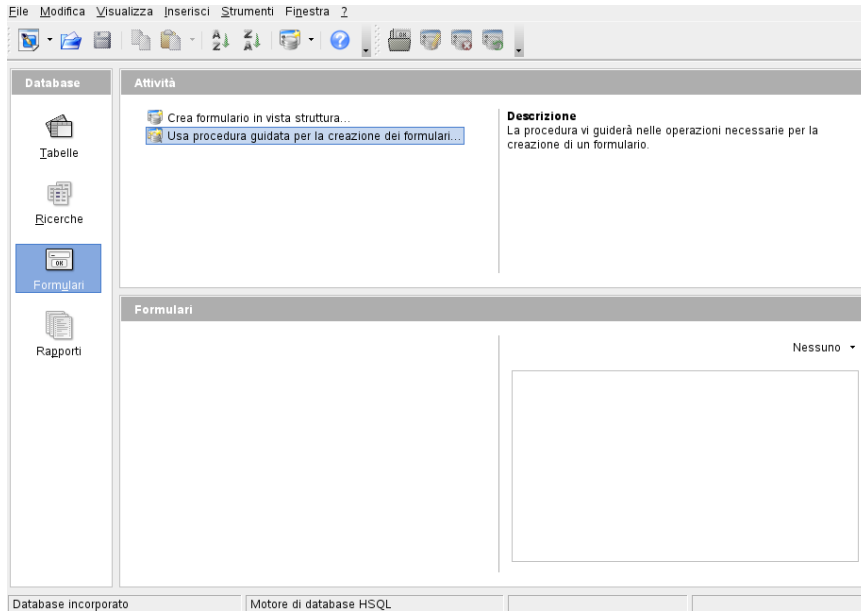 File Modifica Visualizza Inserisci Strumenti Finestra ?
Database
Attività
Tabelle
Ricerche
Formulari
Rapporti
Crea formulario in vista struttura...
Usa procedura guidata per la creazione dei formulari...
Descrizione
La procedura vi guiderà nelle operazioni necessarie per la
creazione di un formulario.
Formulari
Nessuno
Database incorporato
Motore di database HSQL